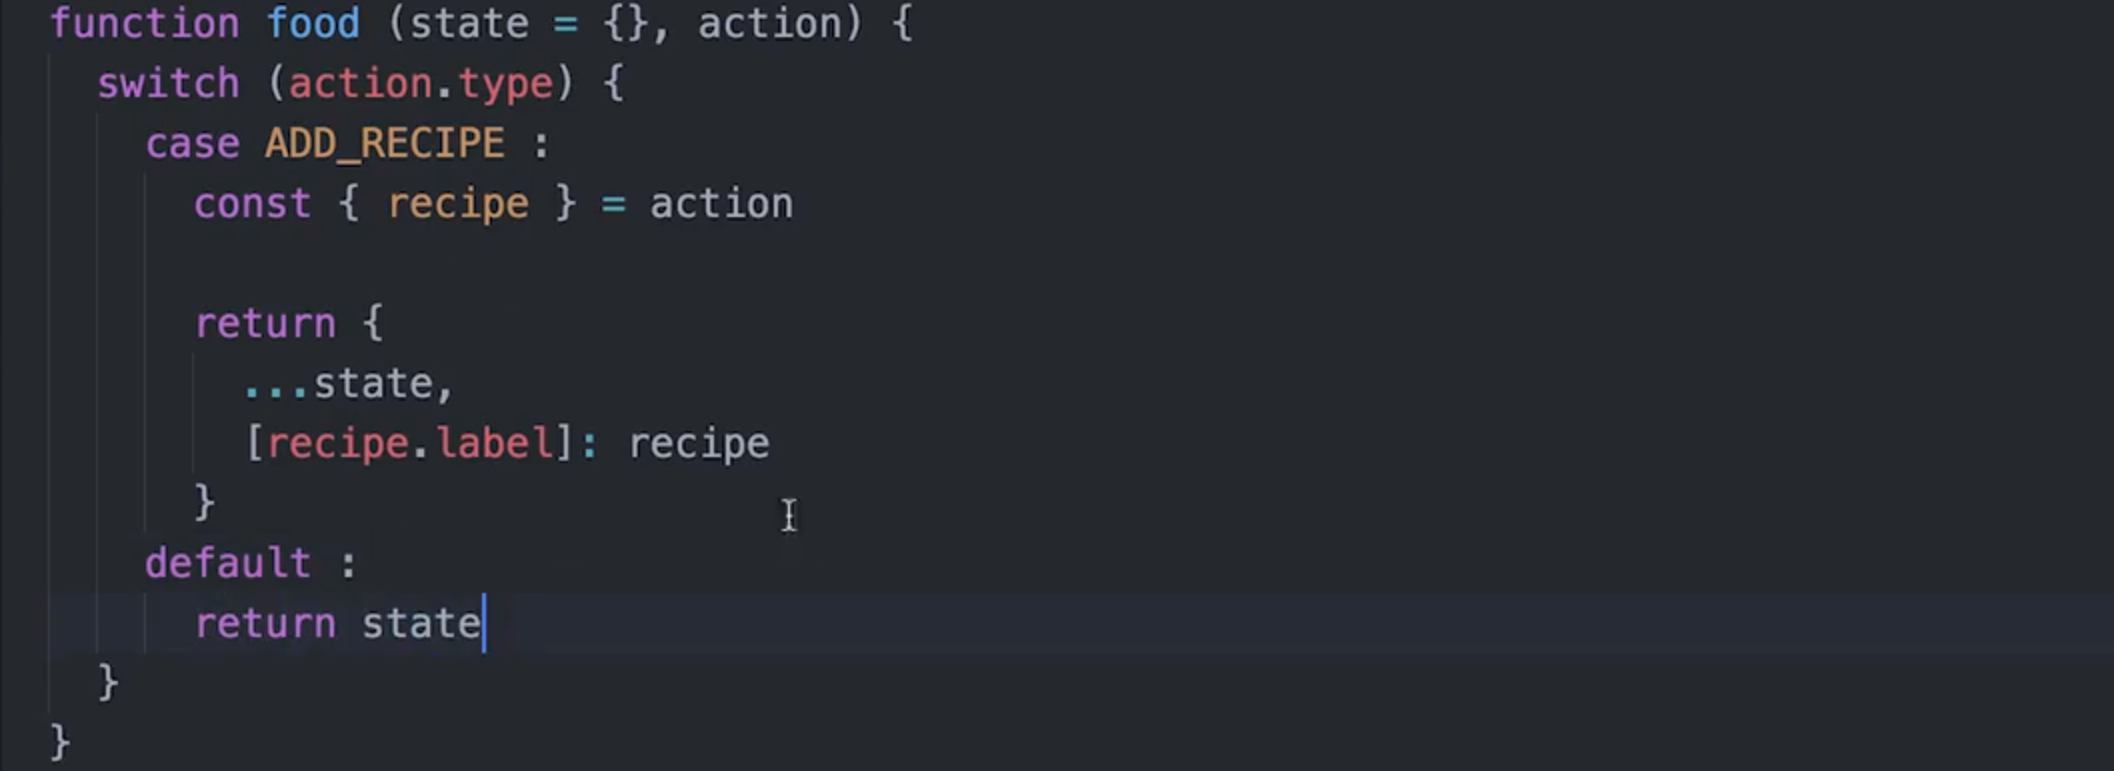 function food (state = {}, action) {
  switch (action.type) {
    case ADD_RECIPE :
      const { recipe } = action

      return {
        ...state,
        [recipe.label]: recipe
      }
    default :
      return state
  }
}